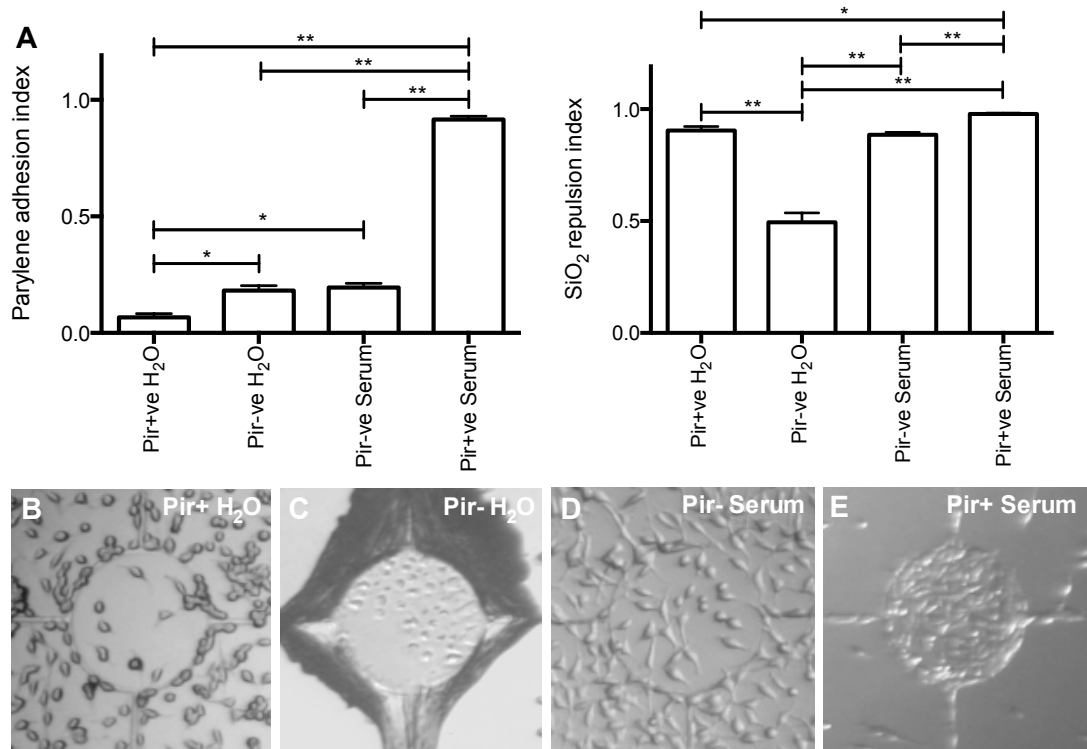 A
Parylene adhesion index
1.0
0.5
0.0
**
**
**
*
*
Pir+ve H₂O
Pir-ve H₂O
Pir-ve Serum
Pir+ve Serum
SiO₂ repulsion index
1.0
0.5
0.0
*
**
**
**
**
Pir+ve H₂O
Pir-ve H₂O
Pir-ve Serum
Pir+ve Serum
B Pir+ H₂O
C Pir- H₂O
D Pir- Serum
E Pir+ Serum